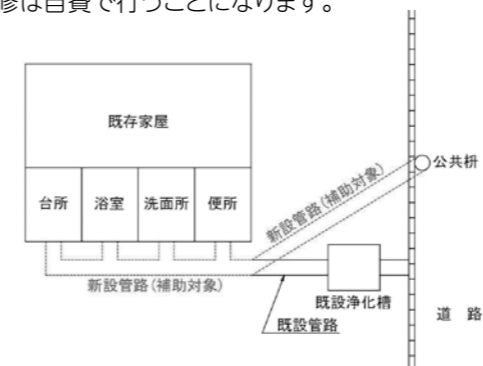 修は自費で行うことになります。
既存家屋
公共枡
新設管路(補助対象)
台所 浴室 洗面所 便所
新設管路(補助対象)
既設浄化槽
既設管路
道 路